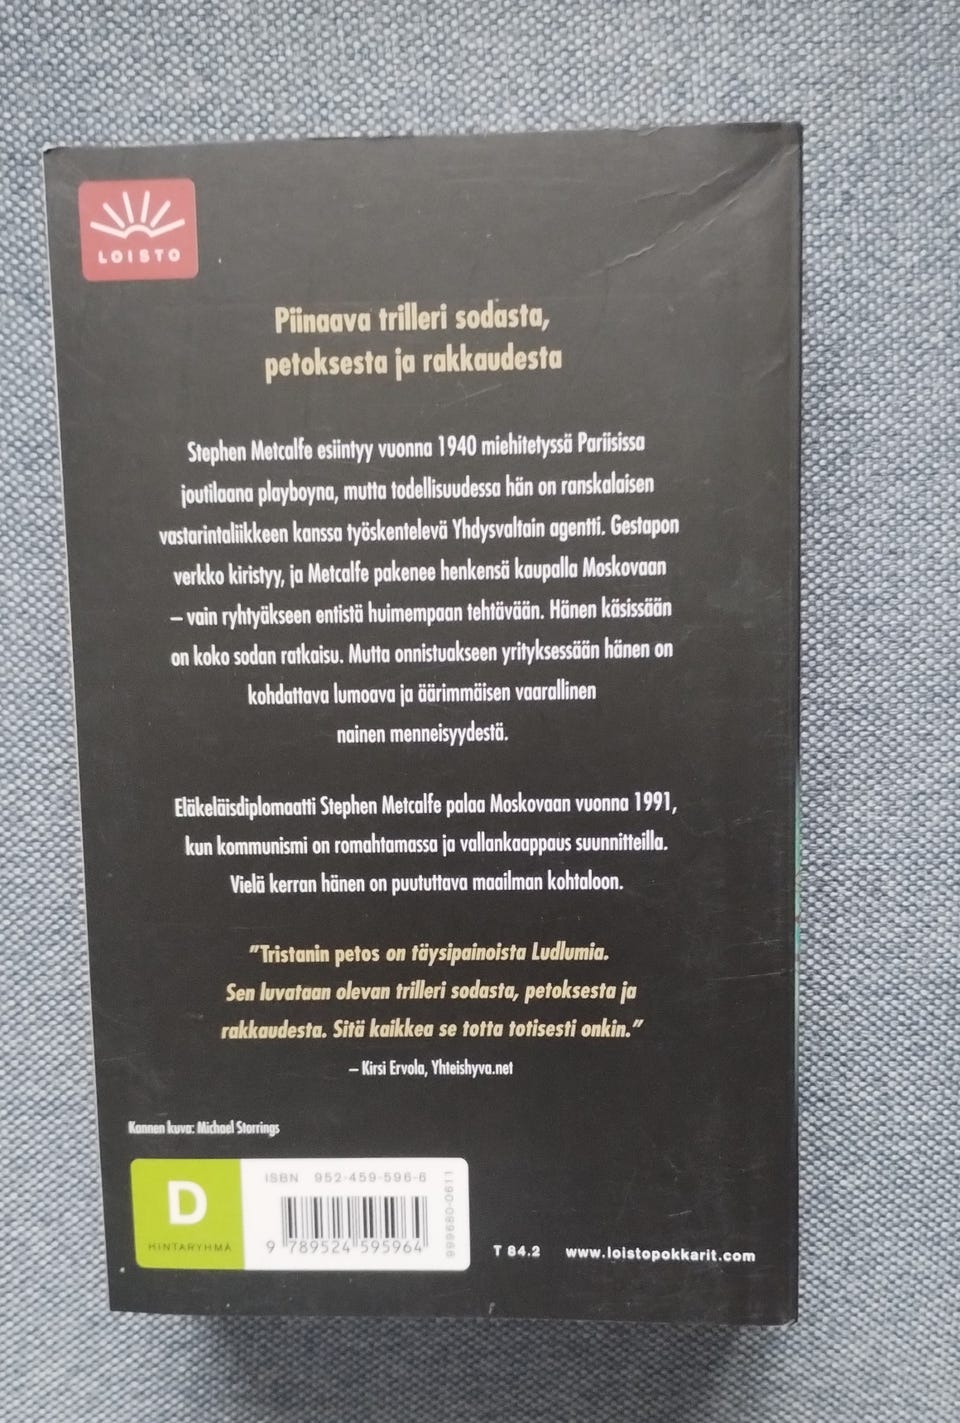 LOISTO
Piinaava trilleri sodasta,
petoksesta ja rakkaudesta
Stephen Metcalfe esiintyy vuonna 1940 miehitetyssä Pariisissa
joutilaana playboyna, mutta todellisuudessa hän on ranskalaisen
vastarintaliikkeen kanssa työskentelevä Yhdysvaltain agentti. Gestapon
verkko kiristyy, ja Metcalfe pakenee henkensä kaupalla Moskovaan
– vain ryhtyäkseen entistä huimempaan tehtävään. Hänen käsissään
on koko sodan ratkaisu. Mutta onnistuakseen yrityksessään hänen on
kohdattava lumoava ja äärimmäisen vaarallinen
nainen menneisyydestä.
Eläkeläisdiplomaatti Stephen Metcalfe palaa Moskovaan vuonna 1991,
kun kommunismi on romahtamassa ja vallankaappaus suunnitteilla.
Vielä kerran hänen on puututtava maailman kohtaloon.
"Tristanin petos on täysipainoista Ludlumia.
Sen luvataan olevan trilleri sodasta, petoksesta ja
rakkaudesta. Sitä kaikkea se totta totisesti onkin."
– Kirsi Ervola, Yhteishyva.net
Kannen kuva: Michael Storrings
D
HINTARYHMÄ
ISBN 952-459-596-6
9 789524 595964
999680-0611
T 84.2 www.loistopokkarit.com